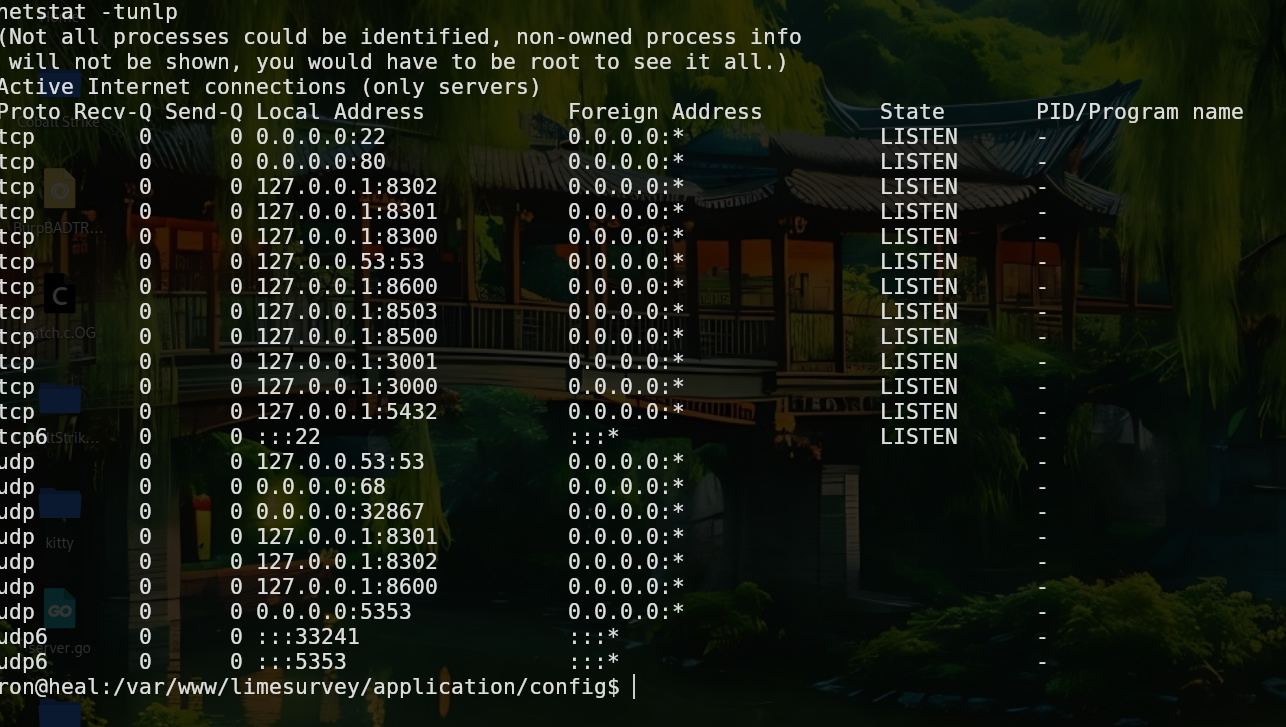 netstat -tunlp
(Not all processes could be identified, non-owned process info
 will not be shown, you would have to be root to see it all.)
Active Internet connections (only servers)
Proto Recv-Q Send-Q Local Address           Foreign Address         State       PID/Program name
tcp        0      0 0.0.0.0:22              0.0.0.0:*               LISTEN      -
tcp        0      0 0.0.0.0:80              0.0.0.0:*               LISTEN      -
tcp        0      0 127.0.0.1:8302          0.0.0.0:*               LISTEN      -
tcp        0      0 127.0.0.1:8301          0.0.0.0:*               LISTEN      -
tcp        0      0 127.0.0.1:8300          0.0.0.0:*               LISTEN      -
tcp        0      0 127.0.0.53:53           0.0.0.0:*               LISTEN      -
tcp        0      0 127.0.0.1:8600          0.0.0.0:*               LISTEN      -
tcp        0      0 127.0.0.1:8503          0.0.0.0:*               LISTEN      -
tcp        0      0 127.0.0.1:8500          0.0.0.0:*               LISTEN      -
tcp        0      0 127.0.0.1:3001          0.0.0.0:*               LISTEN      -
tcp        0      0 127.0.0.1:3000          0.0.0.0:*               LISTEN      -
tcp        0      0 127.0.0.1:5432          0.0.0.0:*               LISTEN      -
tcp6       0      0 :::22                   :::*                    LISTEN      -
udp        0      0 127.0.0.53:53           0.0.0.0:*                           -
udp        0      0 0.0.0.0:68              0.0.0.0:*                           -
udp        0      0 0.0.0.0:32867           0.0.0.0:*                           -
udp        0      0 127.0.0.1:8301          0.0.0.0:*                           -
udp        0      0 127.0.0.1:8302          0.0.0.0:*                           -
udp        0      0 127.0.0.1:8600          0.0.0.0:*                           -
udp        0      0 0.0.0.0:5353            0.0.0.0:*                           -
udp6       0      0 :::33241                :::*                                -
udp6       0      0 :::5353                 :::*                                -
ron@heal:/var/www/limesurvey/application/config$
CobaltStrike
BurpBADTR...
C
atch.c.OG
ltStrik...
kitty
GO
server.go